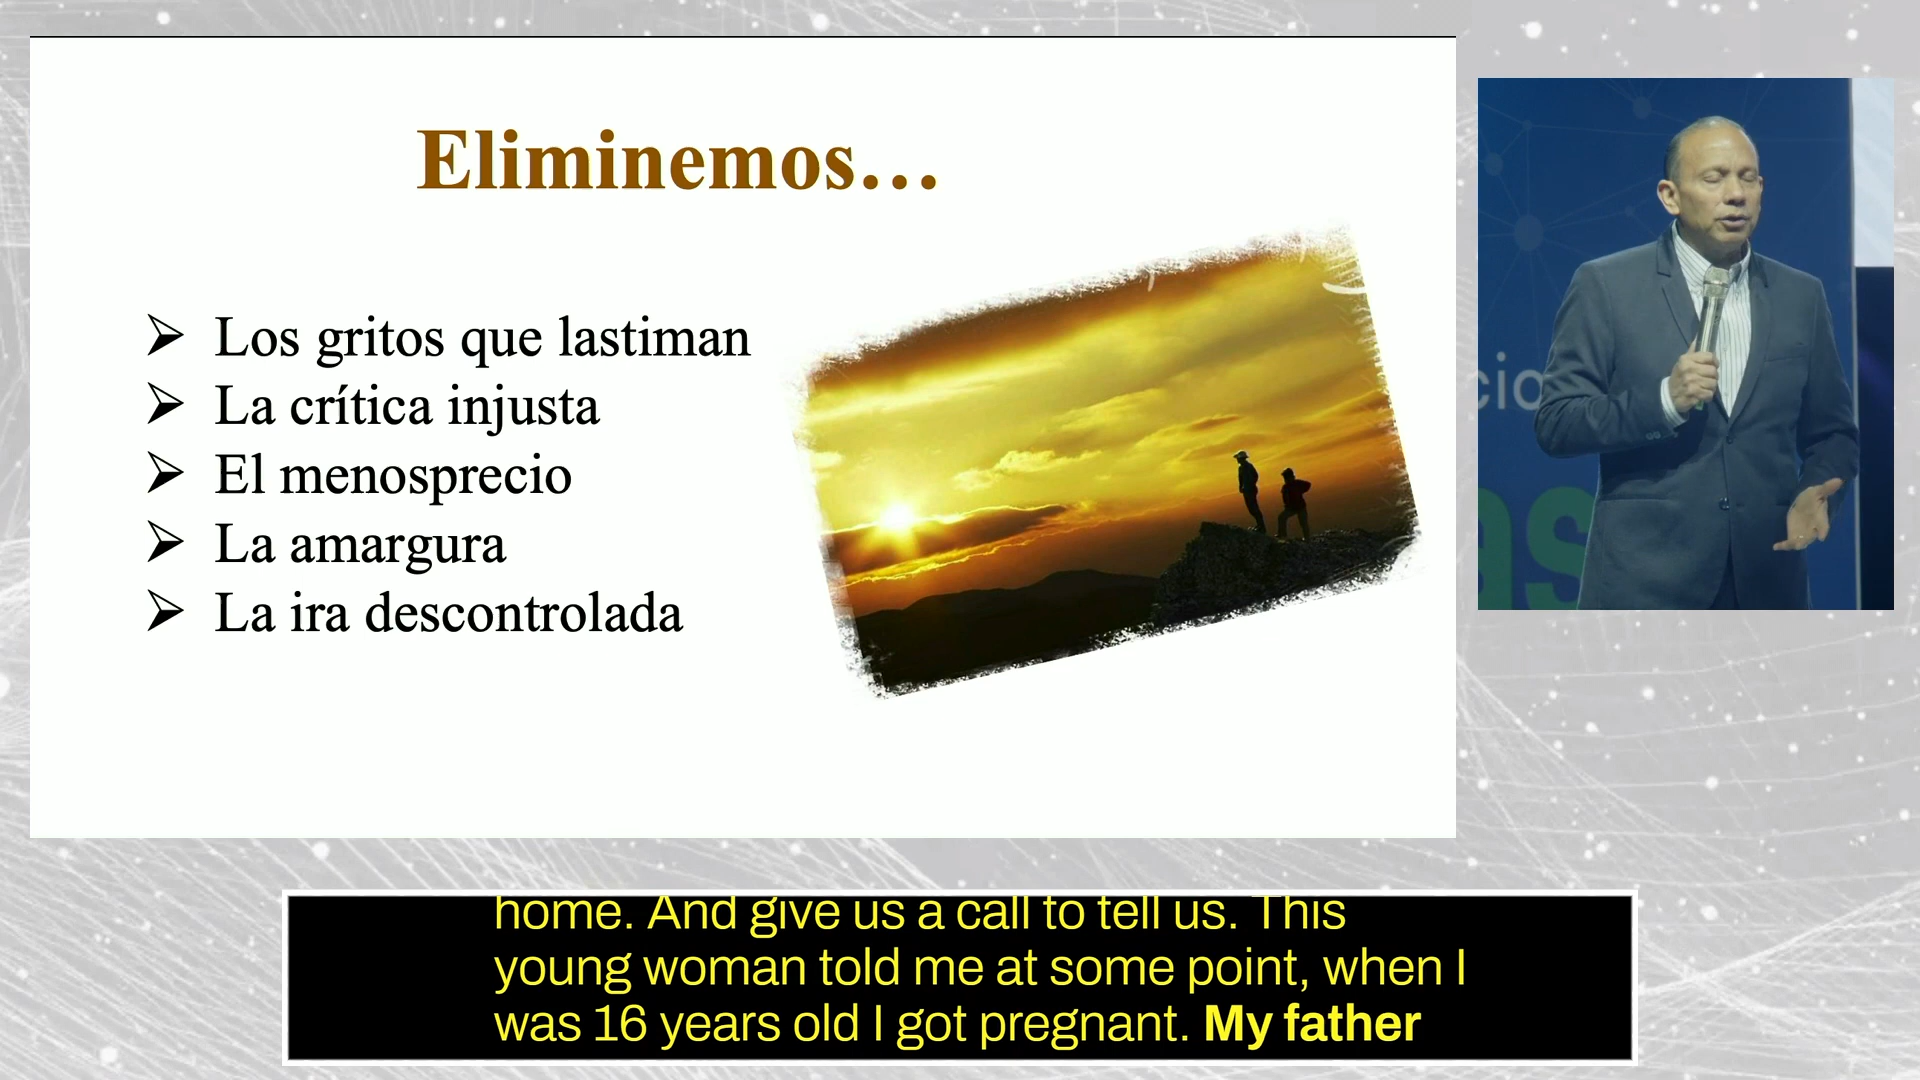 Eliminemos…
Los gritos que lastiman
La crítica injusta
El menosprecio
La amargura
La ira descontrolada
cio
as
home. And give us a call to tell us. This
young woman told me at some point, when I
was 16 years old I got pregnant. My father